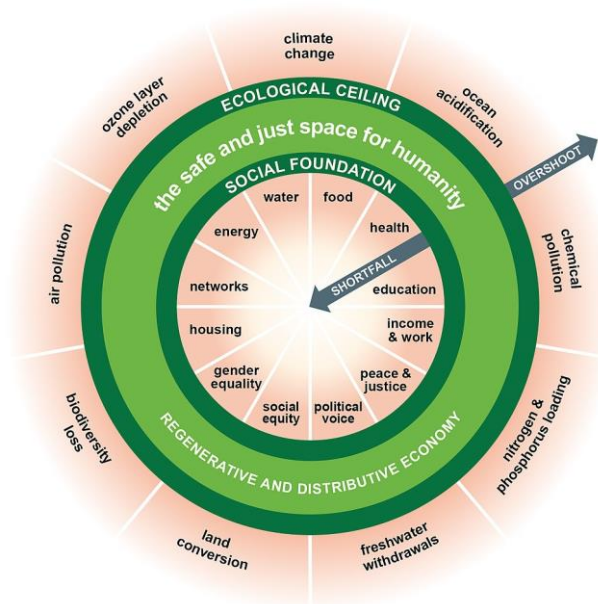 climate
change
ocean
acidification
chemical
pollution
nitrogen &
phosphorus loading
freshwater
withdrawals
land
conversion
biodiversity
loss
air pollution
ozone layer
depletion
ECOLOGICAL CEILING
the safe and just space for humanity
SOCIAL FOUNDATION
OVERSHOOT
SHORTFALL
water
food
health
education
income
& work
peace &
justice
political
voice
social
equity
gender
equality
housing
networks
energy
REGENERATIVE AND DISTRIBUTIVE ECONOMY